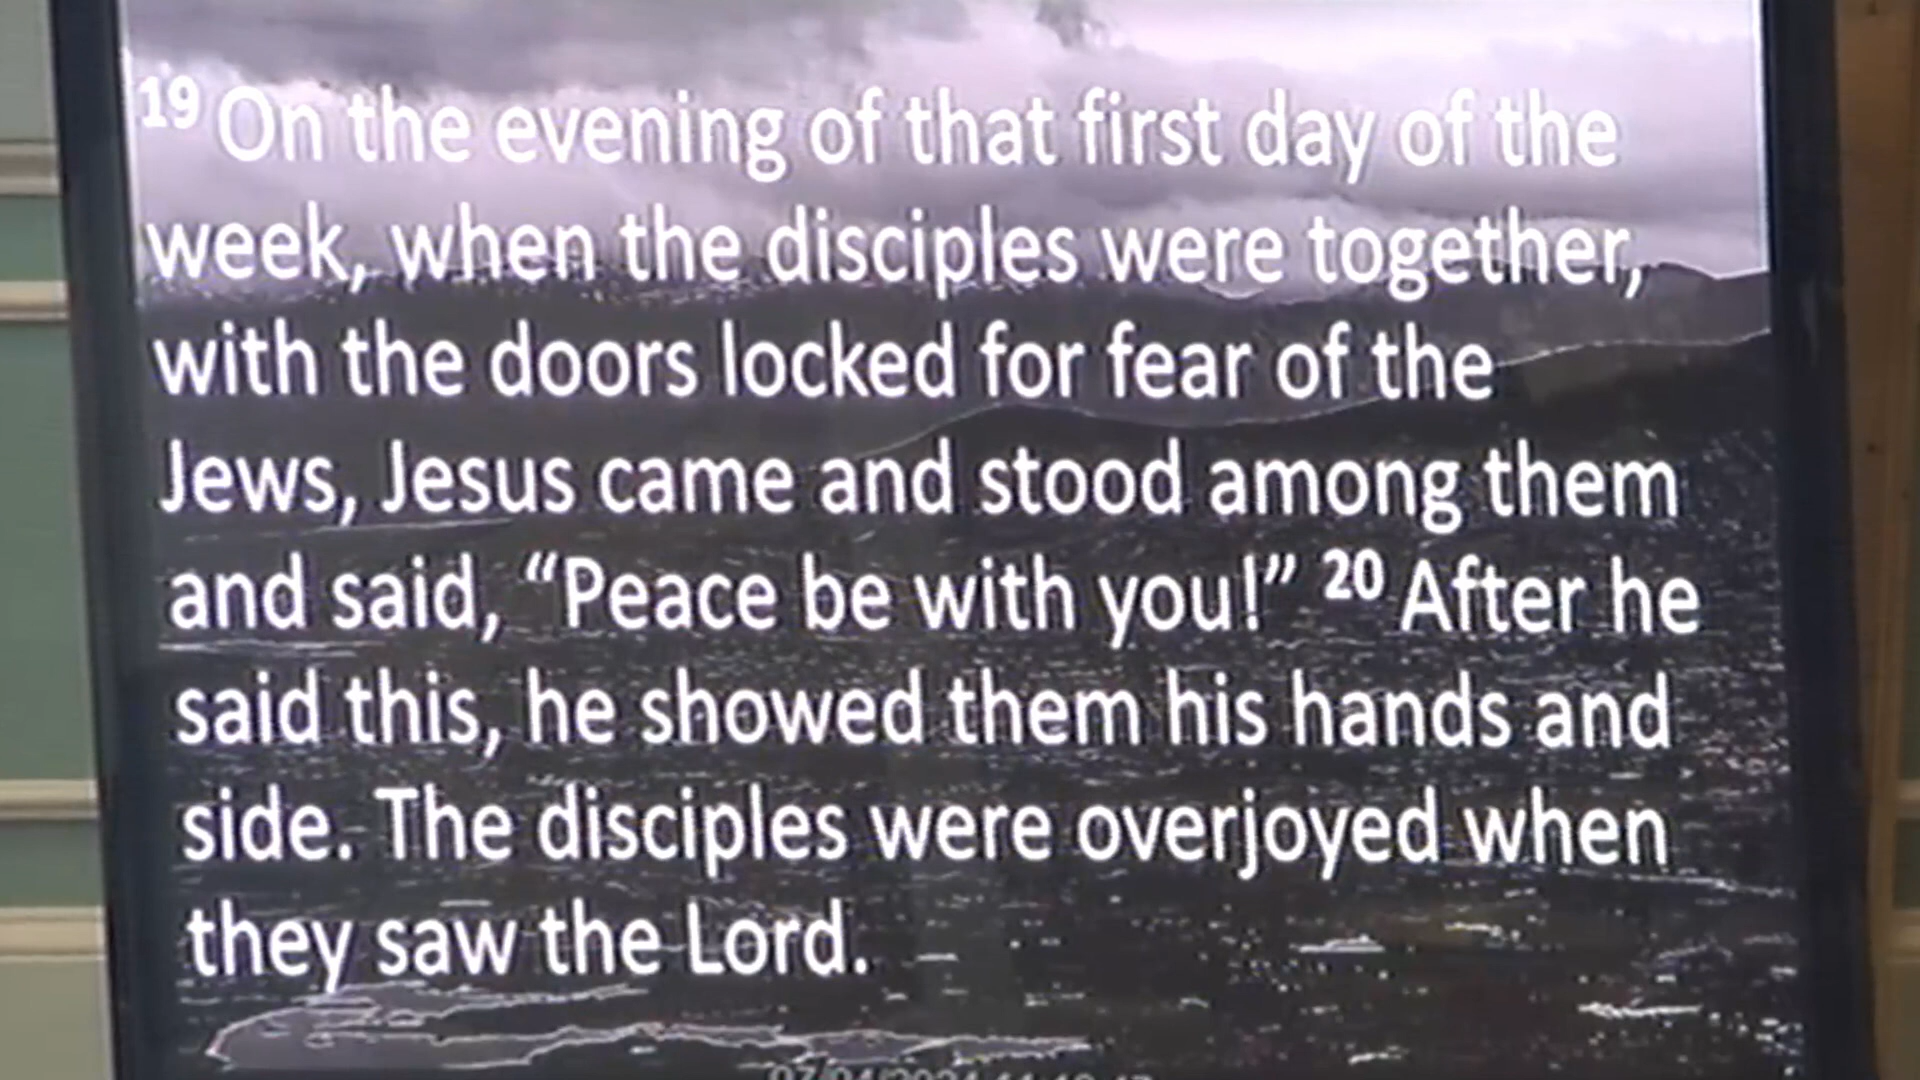 19 On the evening of that first day of the
week, when the disciples were together,
with the doors locked for fear of the
Jews, Jesus came and stood among them
and said, “Peace be with you!” 20 After he
said this, he showed them his hands and
side. The disciples were overjoyed when
they saw the Lord.